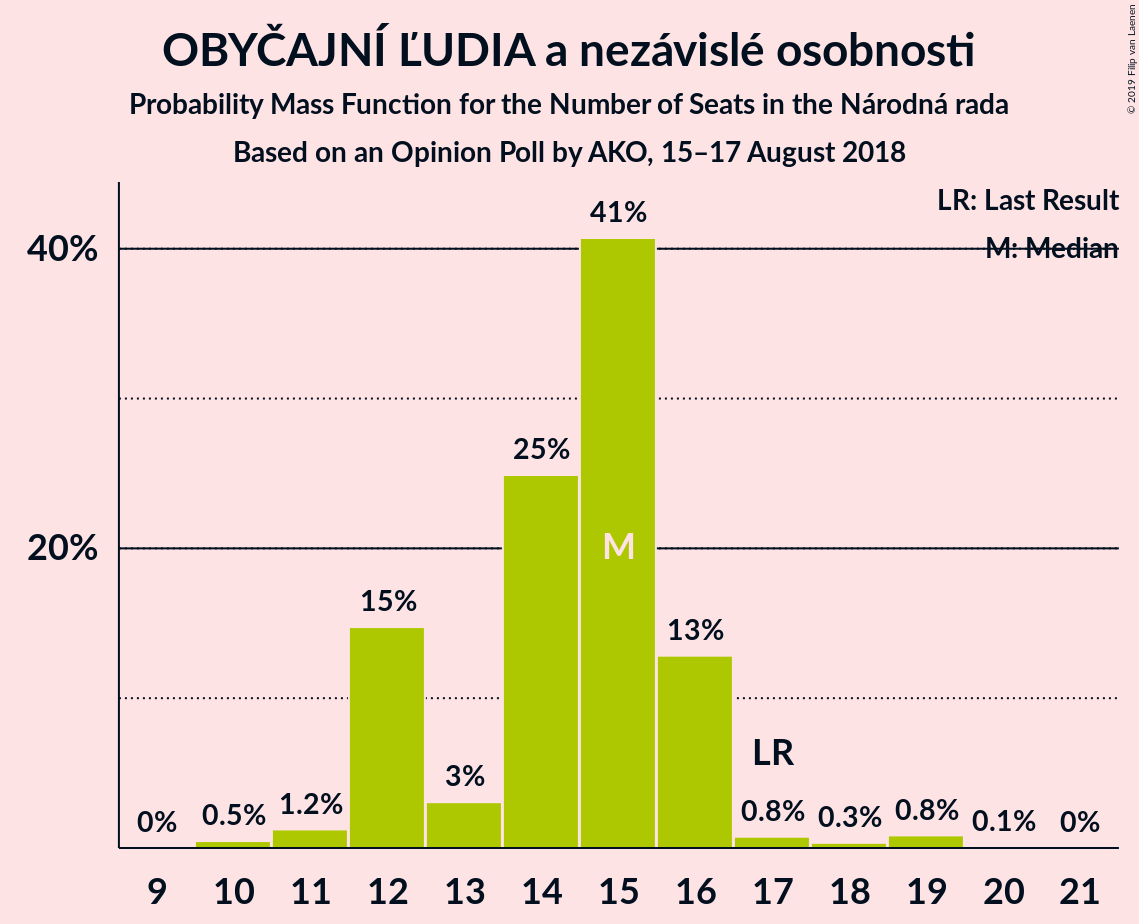 OBYČAJNÍ ĽUDIA a nezávislé osobnosti
Probability Mass Function for the Number of Seats in the Národná rada
Based on an Opinion Poll by AKO, 15–17 August 2018
© 2019 Filip van Laenen
LR: Last Result
M: Median
40%
20%
0%
0.5%
1.2%
15%
3%
25%
41%
M
13%
LR
0.8%
0.3%
0.8%
0.1%
0%
9 10 11 12 13 14 15 16 17 18 19 20 21